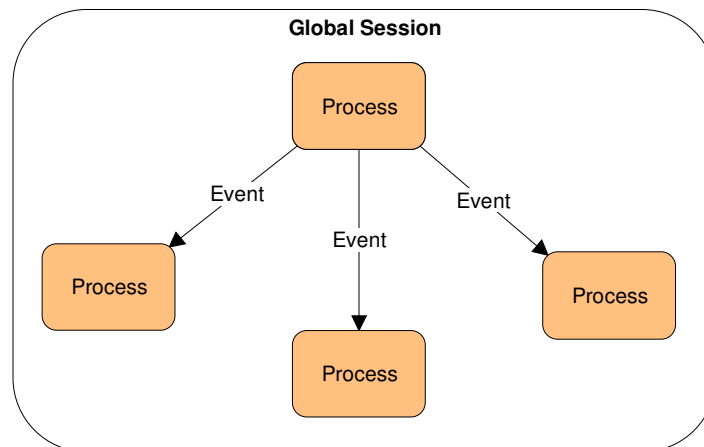 Global Session
Process
Event
Event
Event
Process
Process
Process